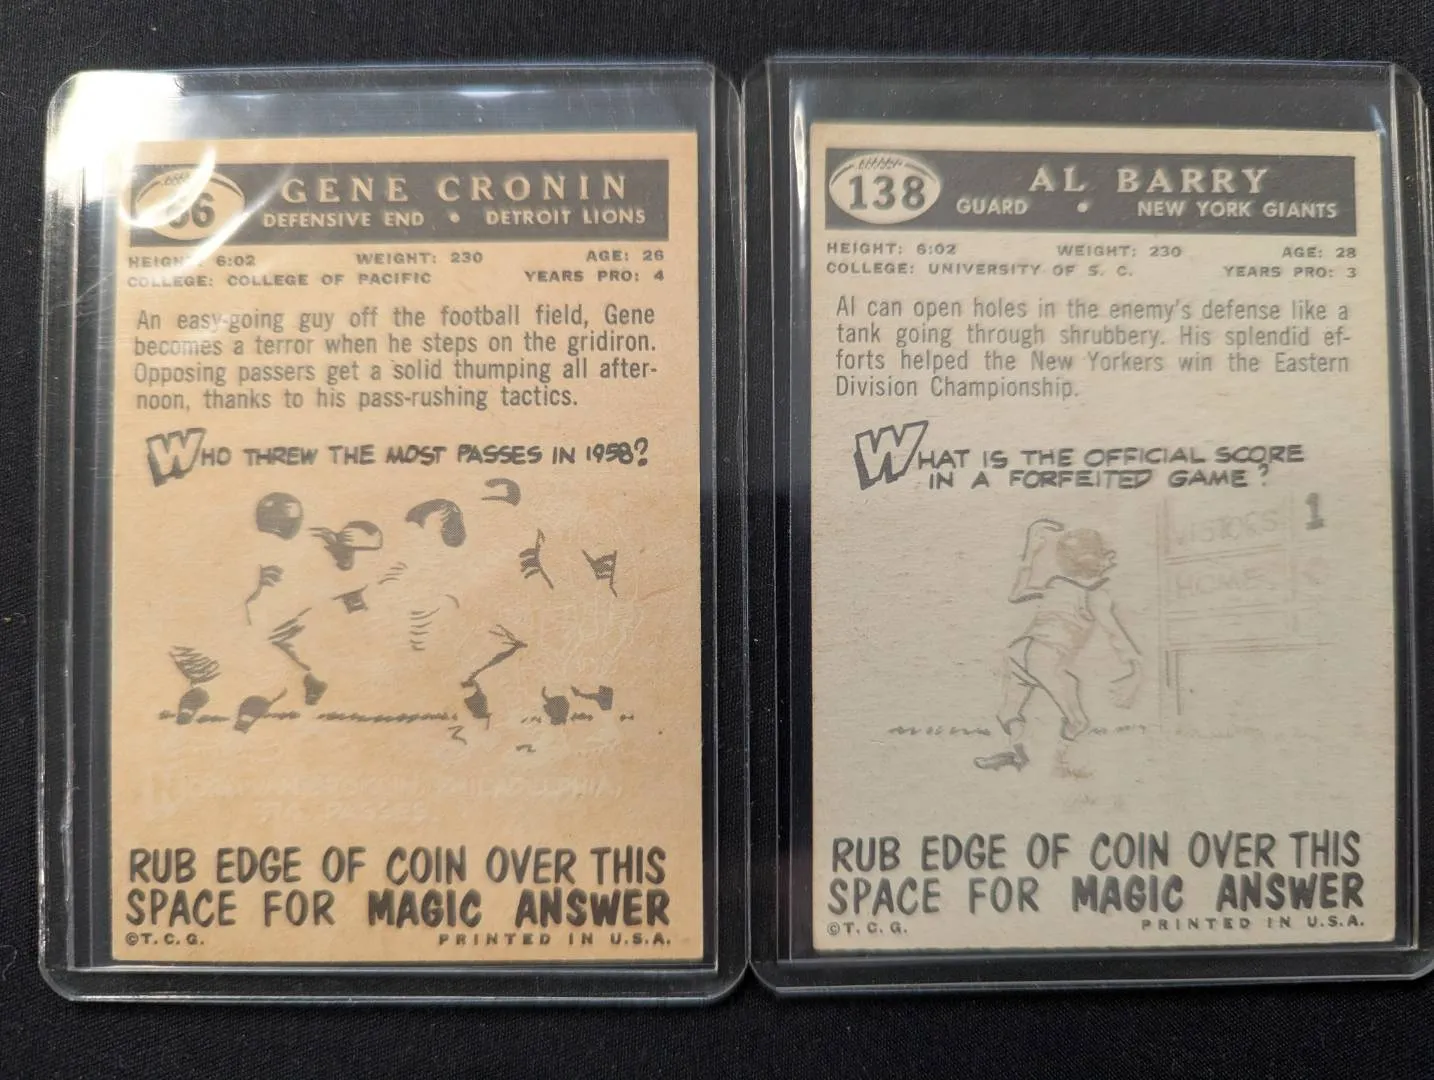 GENE CRONIN
DEFENSIVE END • DETROIT LIONS
HEIGHT: 6:02 WEIGHT: 230 AGE: 26
COLLEGE: COLLEGE OF PACIFIC YEARS PRO: 4
An easy-going guy off the football field, Gene
becomes a terror when he steps on the gridiron.
Opposing passers get a solid thumping all after-
noon, thanks to his pass-rushing tactics.
WHO THREW THE MOST PASSES IN 1958?
PHILADELPHIA,
PASSES.
RUB EDGE OF COIN OVER THIS
SPACE FOR MAGIC ANSWER
©T. C. G. PRINTED IN U.S.A.
138
AL BARRY
GUARD • NEW YORK GIANTS
HEIGHT: 6:02 WEIGHT: 230 AGE: 28
COLLEGE: UNIVERSITY OF S. C. YEARS PRO: 3
Al can open holes in the enemy's defense like a
tank going through shrubbery. His splendid ef-
forts helped the New Yorkers win the Eastern
Division Championship.
WHAT IS THE OFFICIAL SCORE
IN A FORFEITED GAME?
VISTORS 1
HOME
RUB EDGE OF COIN OVER THIS
SPACE FOR MAGIC ANSWER
©T. C. G. PRINTED IN U.S.A.